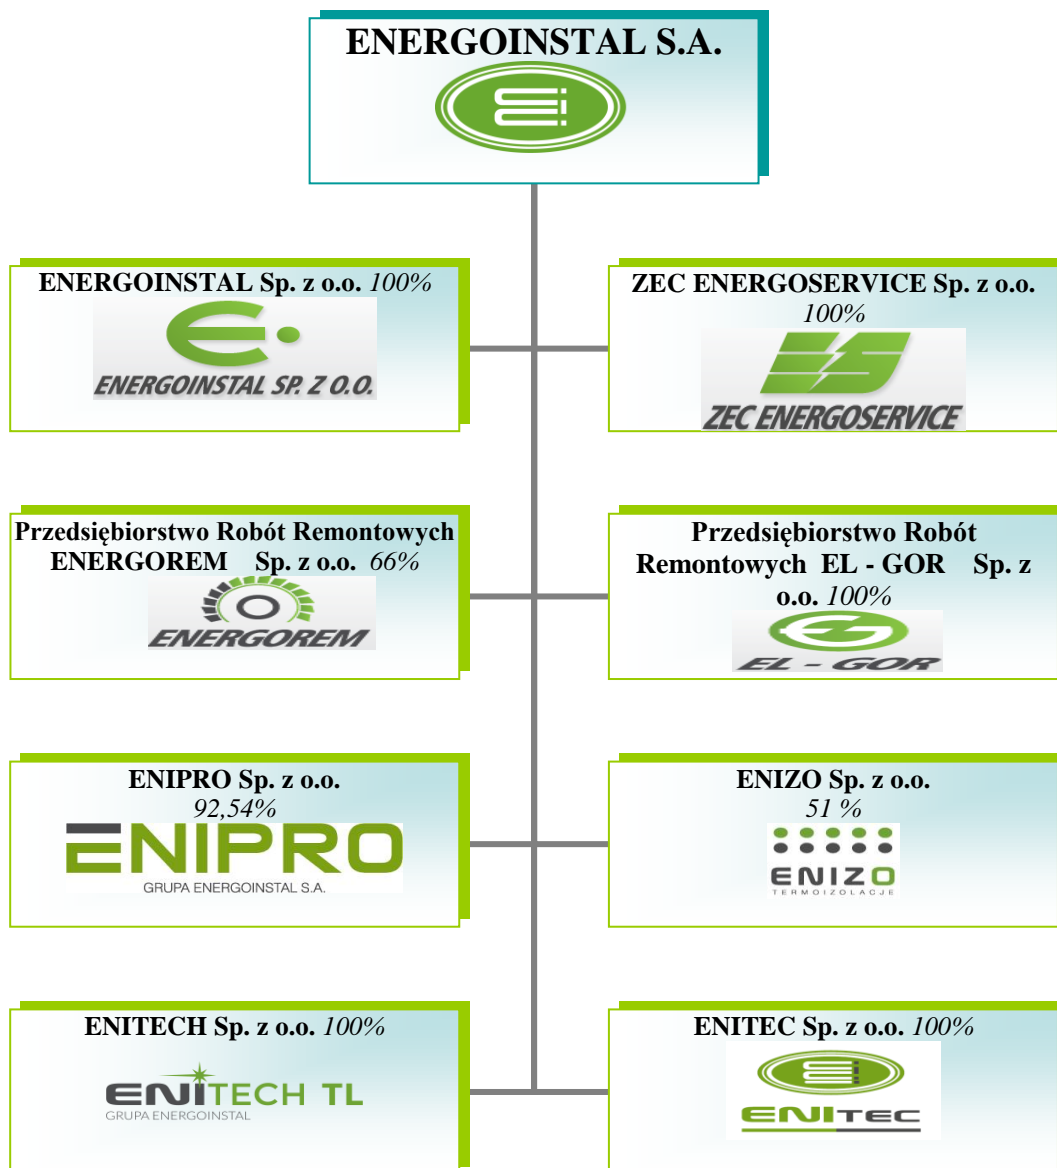 ENERGOINSTAL S.A.
ENERGOINSTAL Sp. z o.o. 100%
ENERGOINSTAL SP. Z O.O.
ZEC ENERGOSERVICE Sp. z o.o.
100%
ZEC ENERGOSERVICE
Przedsiębiorstwo Robót Remontowych
ENERGOREM Sp. z o.o. 66%
ENERGOREM
Przedsiębiorstwo Robót
Remontowych EL - GOR Sp. z
o.o. 100%
EL - GOR
ENIPRO Sp. z o.o.
92,54%
ENIPRO
GRUPA ENERGOINSTAL S.A.
ENIZO Sp. z o.o.
51 %
ENIZO
TERMOIZOLACJE
ENITECH Sp. z o.o. 100%
ENITECH TL
GRUPA ENERGOINSTAL
ENITEC Sp. z o.o. 100%
ENITEC